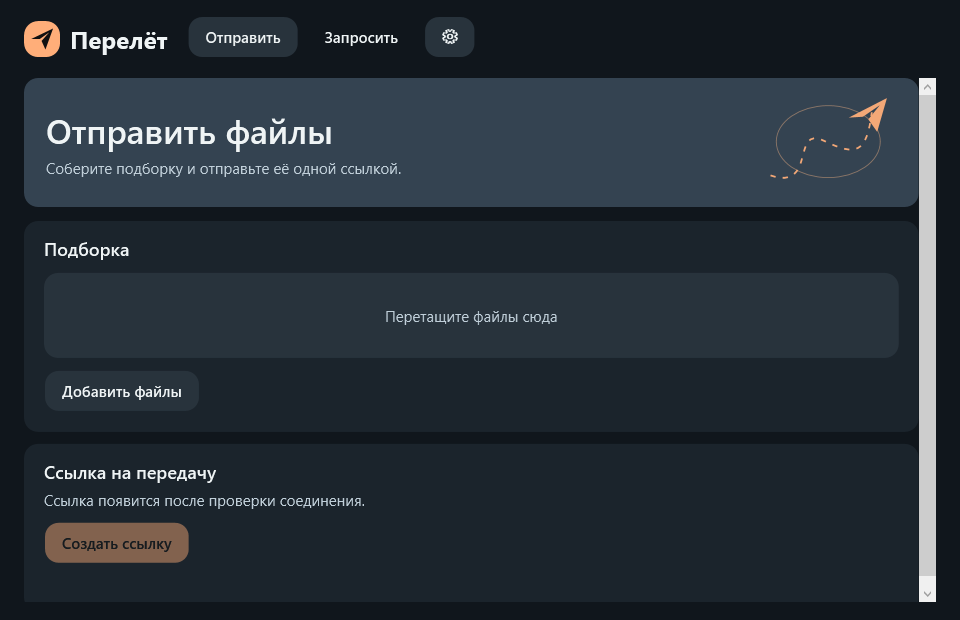 Перелёт
Отправить
Запросить
Отправить файлы
Соберите подборку и отправьте её одной ссылкой.
Подборка
Перетащите файлы сюда
Добавить файлы
Ссылка на передачу
Ссылка появится после проверки соединения.
Создать ссылку